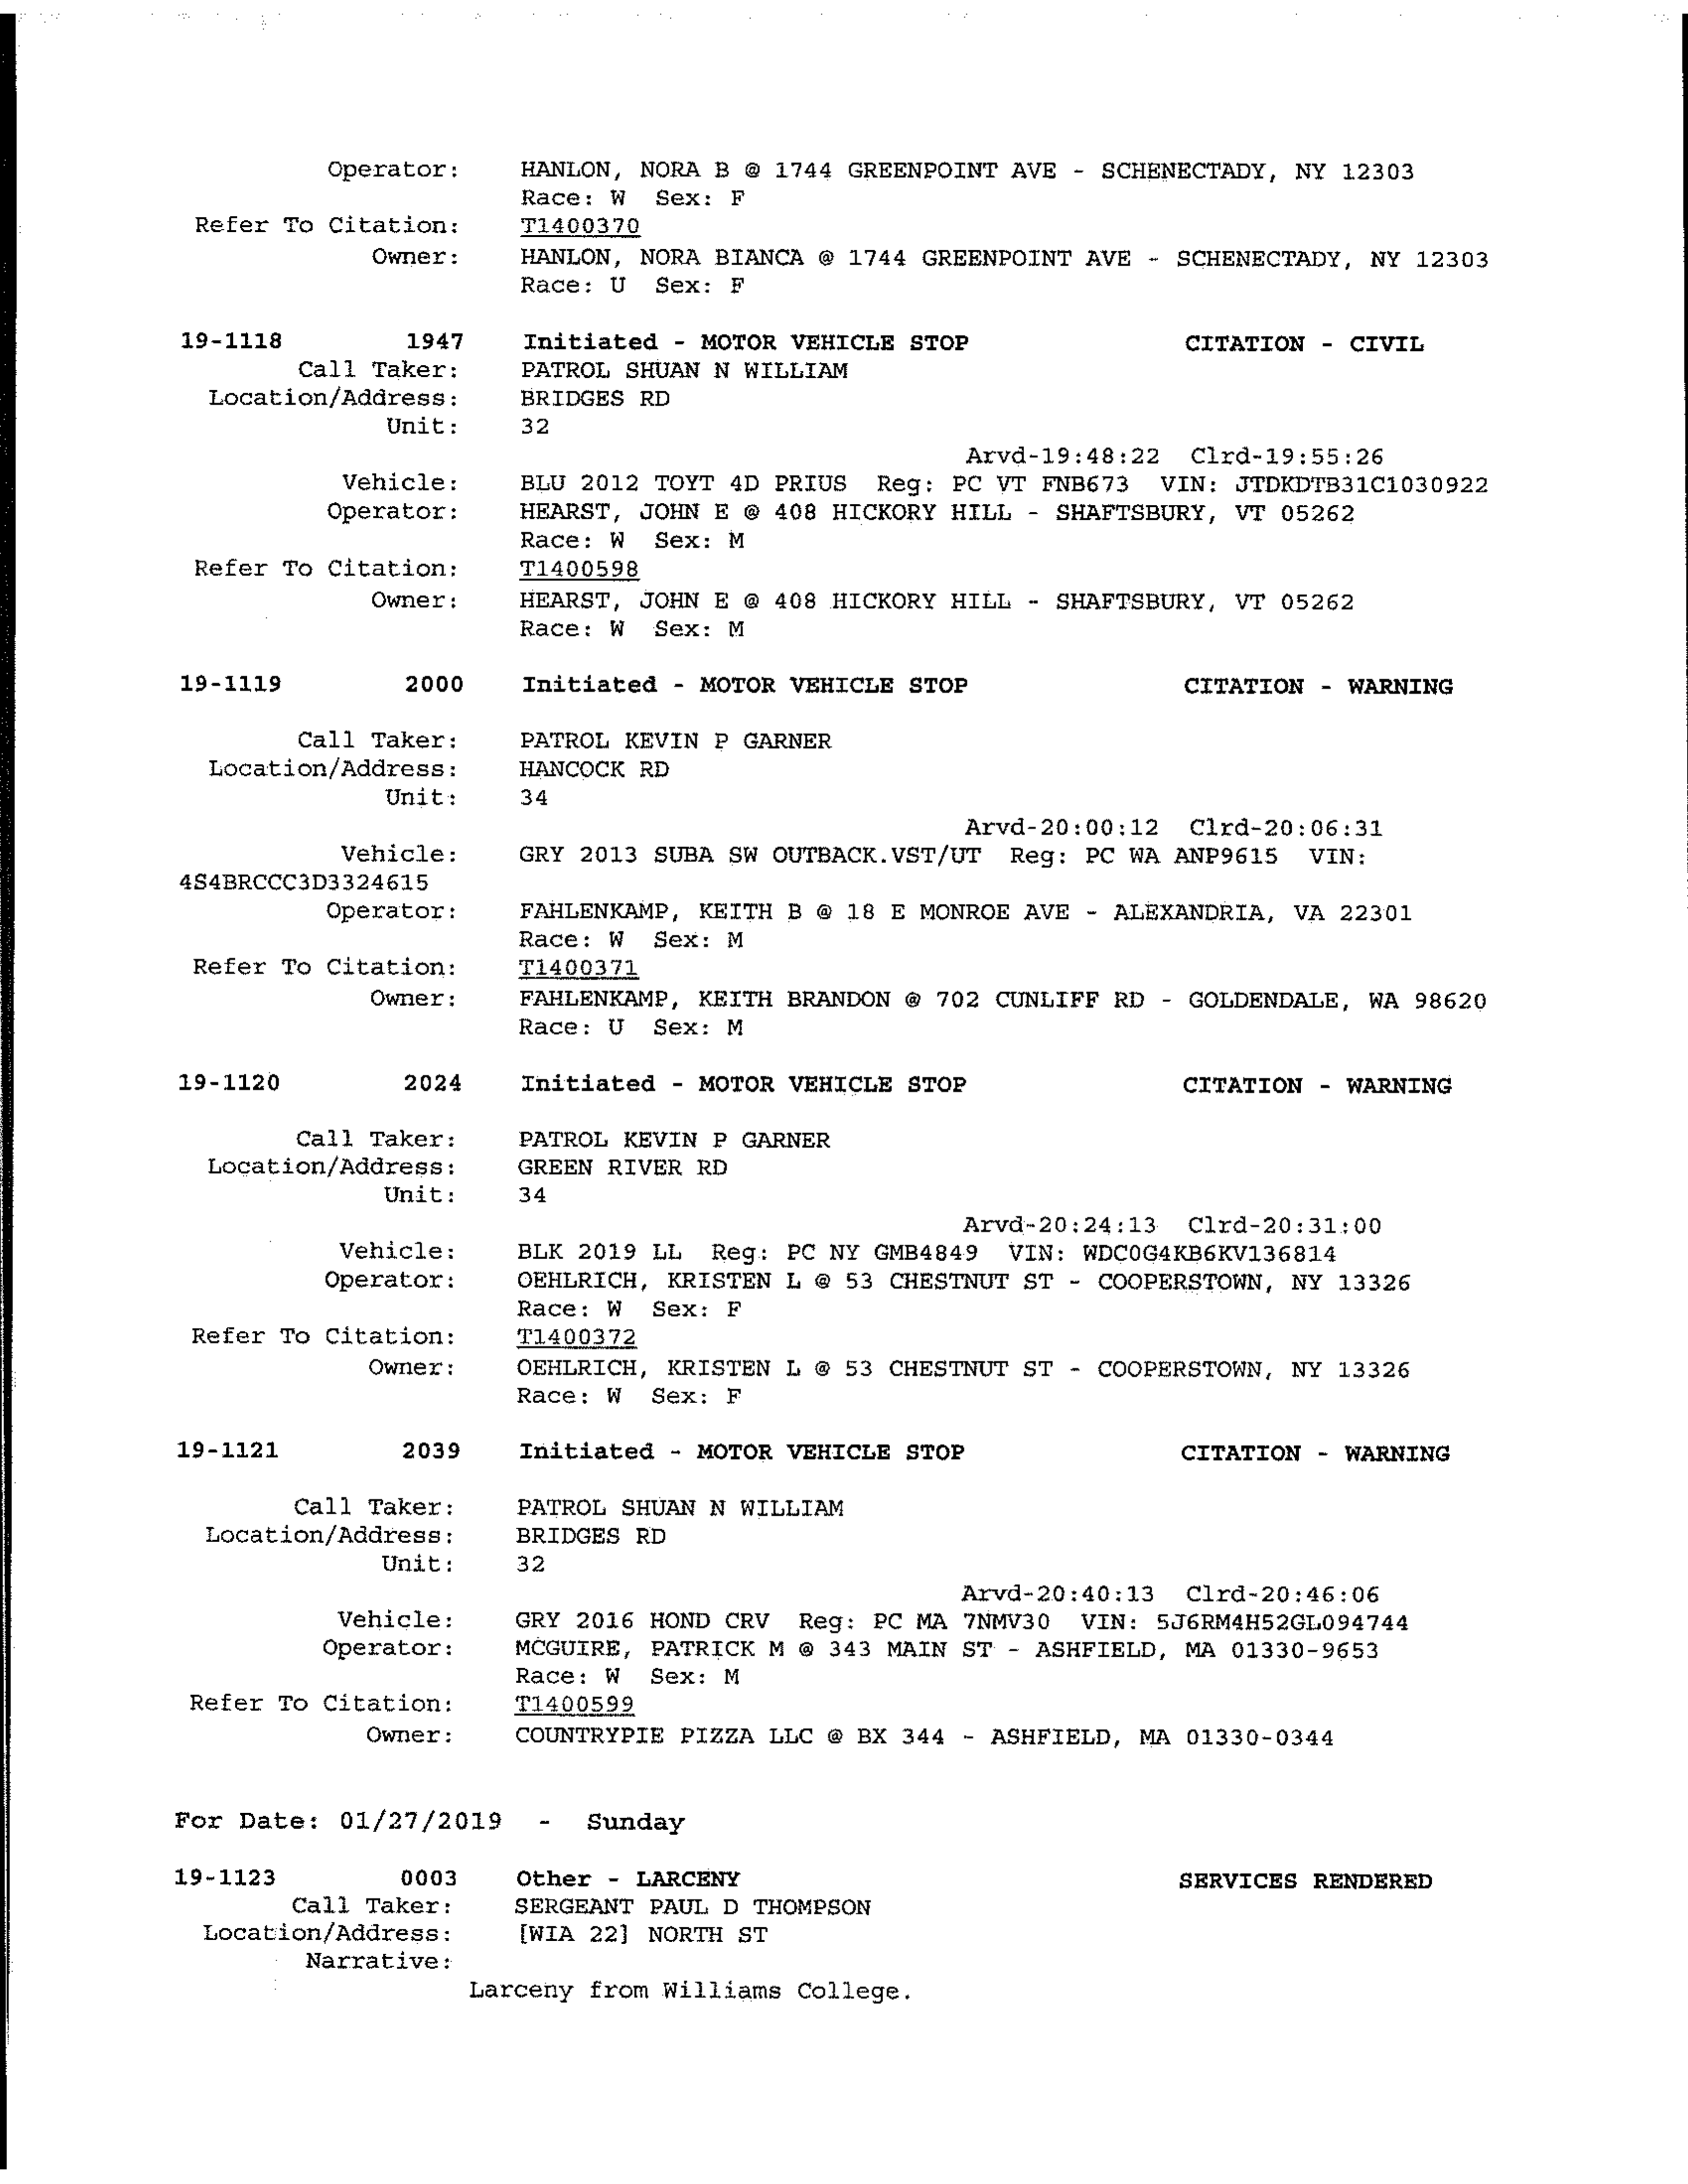 Operator: HANLON, NORA B @ 1744 GREENPOINT AVE - SCHENECTADY, NY 12303
Race: W Sex: F
Refer To Citation: T1400370
Owner: HANLON, NORA BIANCA @ 1744 GREENPOINT AVE - SCHENECTADY, NY 12303
Race: U Sex: F
19-1118 1947 Initiated - MOTOR VEHICLE STOP CITATION - CIVIL
Call Taker: PATROL SHUAN N WILLIAM
Location/Address: BRIDGES RD
Unit: 32
Arvd-19:48:22 Clrd-19:55:26
Vehicle: BLU 2012 TOYT 4D PRIUS Reg: PC VT FNB673 VIN: JTDKDTB31C1030922
Operator: HEARST, JOHN E @ 408 HICKORY HILL - SHAFTSBURY, VT 05262
Race: W Sex: M
Refer To Citation: T1400598
Owner: HEARST, JOHN E @ 408 HICKORY HILL - SHAFTSBURY, VT 05262
Race: W Sex: M
19-1119 2000 Initiated - MOTOR VEHICLE STOP CITATION - WARNING
Call Taker: PATROL KEVIN P GARNER
Location/Address: HANCOCK RD
Unit: 34
Arvd-20:00:12 Clrd-20:06:31
Vehicle: GRY 2013 SUBA SW OUTBACK.VST/UT Reg: PC WA ANP9615 VIN:
4S4BRCCC3D3324615
Operator: FAHLENKAMP, KEITH B @ 18 E MONROE AVE - ALEXANDRIA, VA 22301
Race: W Sex: M
Refer To Citation: T1400371
Owner: FAHLENKAMP, KEITH BRANDON @ 702 CUNLIFF RD - GOLDENDALE, WA 98620
Race: U Sex: M
19-1120 2024 Initiated - MOTOR VEHICLE STOP CITATION - WARNING
Call Taker: PATROL KEVIN P GARNER
Location/Address: GREEN RIVER RD
Unit: 34
Arvd-20:24:13 Clrd-20:31:00
Vehicle: BLK 2019 LL Reg: PC NY GMB4849 VIN: WDC0G4KB6KV136814
Operator: OEHLRICH, KRISTEN L @ 53 CHESTNUT ST - COOPERSTOWN, NY 13326
Race: W Sex: F
Refer To Citation: T1400372
Owner: OEHLRICH, KRISTEN L @ 53 CHESTNUT ST - COOPERSTOWN, NY 13326
Race: W Sex: F
19-1121 2039 Initiated - MOTOR VEHICLE STOP CITATION - WARNING
Call Taker: PATROL SHUAN N WILLIAM
Location/Address: BRIDGES RD
Unit: 32
Arvd-20:40:13 Clrd-20:46:06
Vehicle: GRY 2016 HOND CRV Reg: PC MA 7NMV30 VIN: 5J6RM4H52GL094744
Operator: MCGUIRE, PATRICK M @ 343 MAIN ST - ASHFIELD, MA 01330-9653
Race: W Sex: M
Refer To Citation: T1400599
Owner: COUNTRYPIE PIZZA LLC @ BX 344 - ASHFIELD, MA 01330-0344
For Date: 01/27/2019 - Sunday
19-1123 0003 Other - LARCENY SERVICES RENDERED
Call Taker: SERGEANT PAUL D THOMPSON
Location/Address: [WIA 22] NORTH ST
Narrative:
Larceny from Williams College.